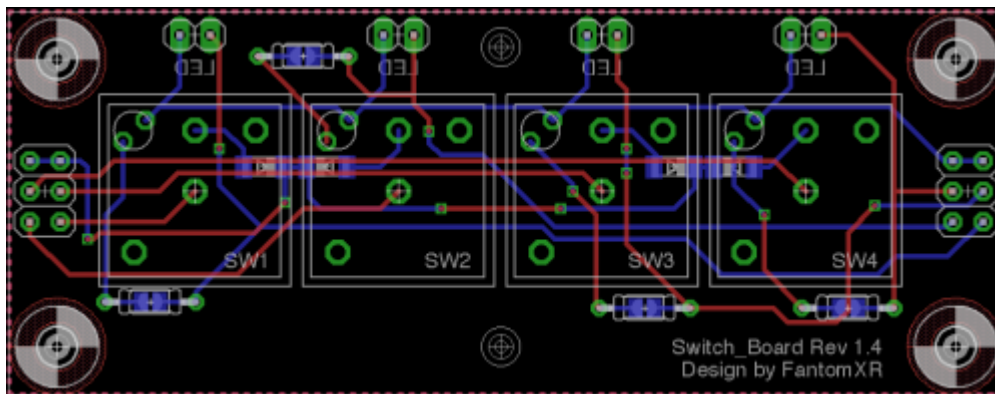 LED
LED
LED
LED
SW1
SW2
SW3
SW4
Switch_Board Rev 1.4
Design by FantomXR